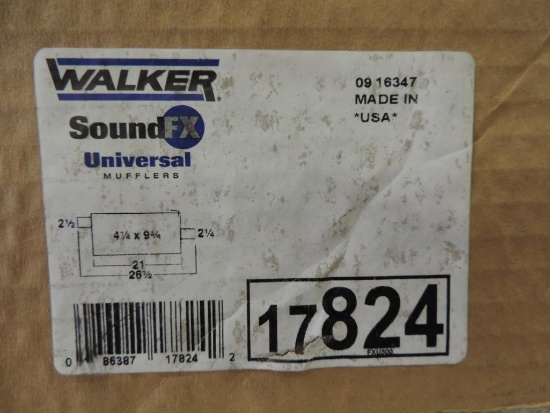 WALKER®
09 16347
MADE IN
*USA*
SoundFX
Universal
MUFFLERS
2½ 4¼ x 9¾ 2¼
21
26½
17824
0 86387 17824 2